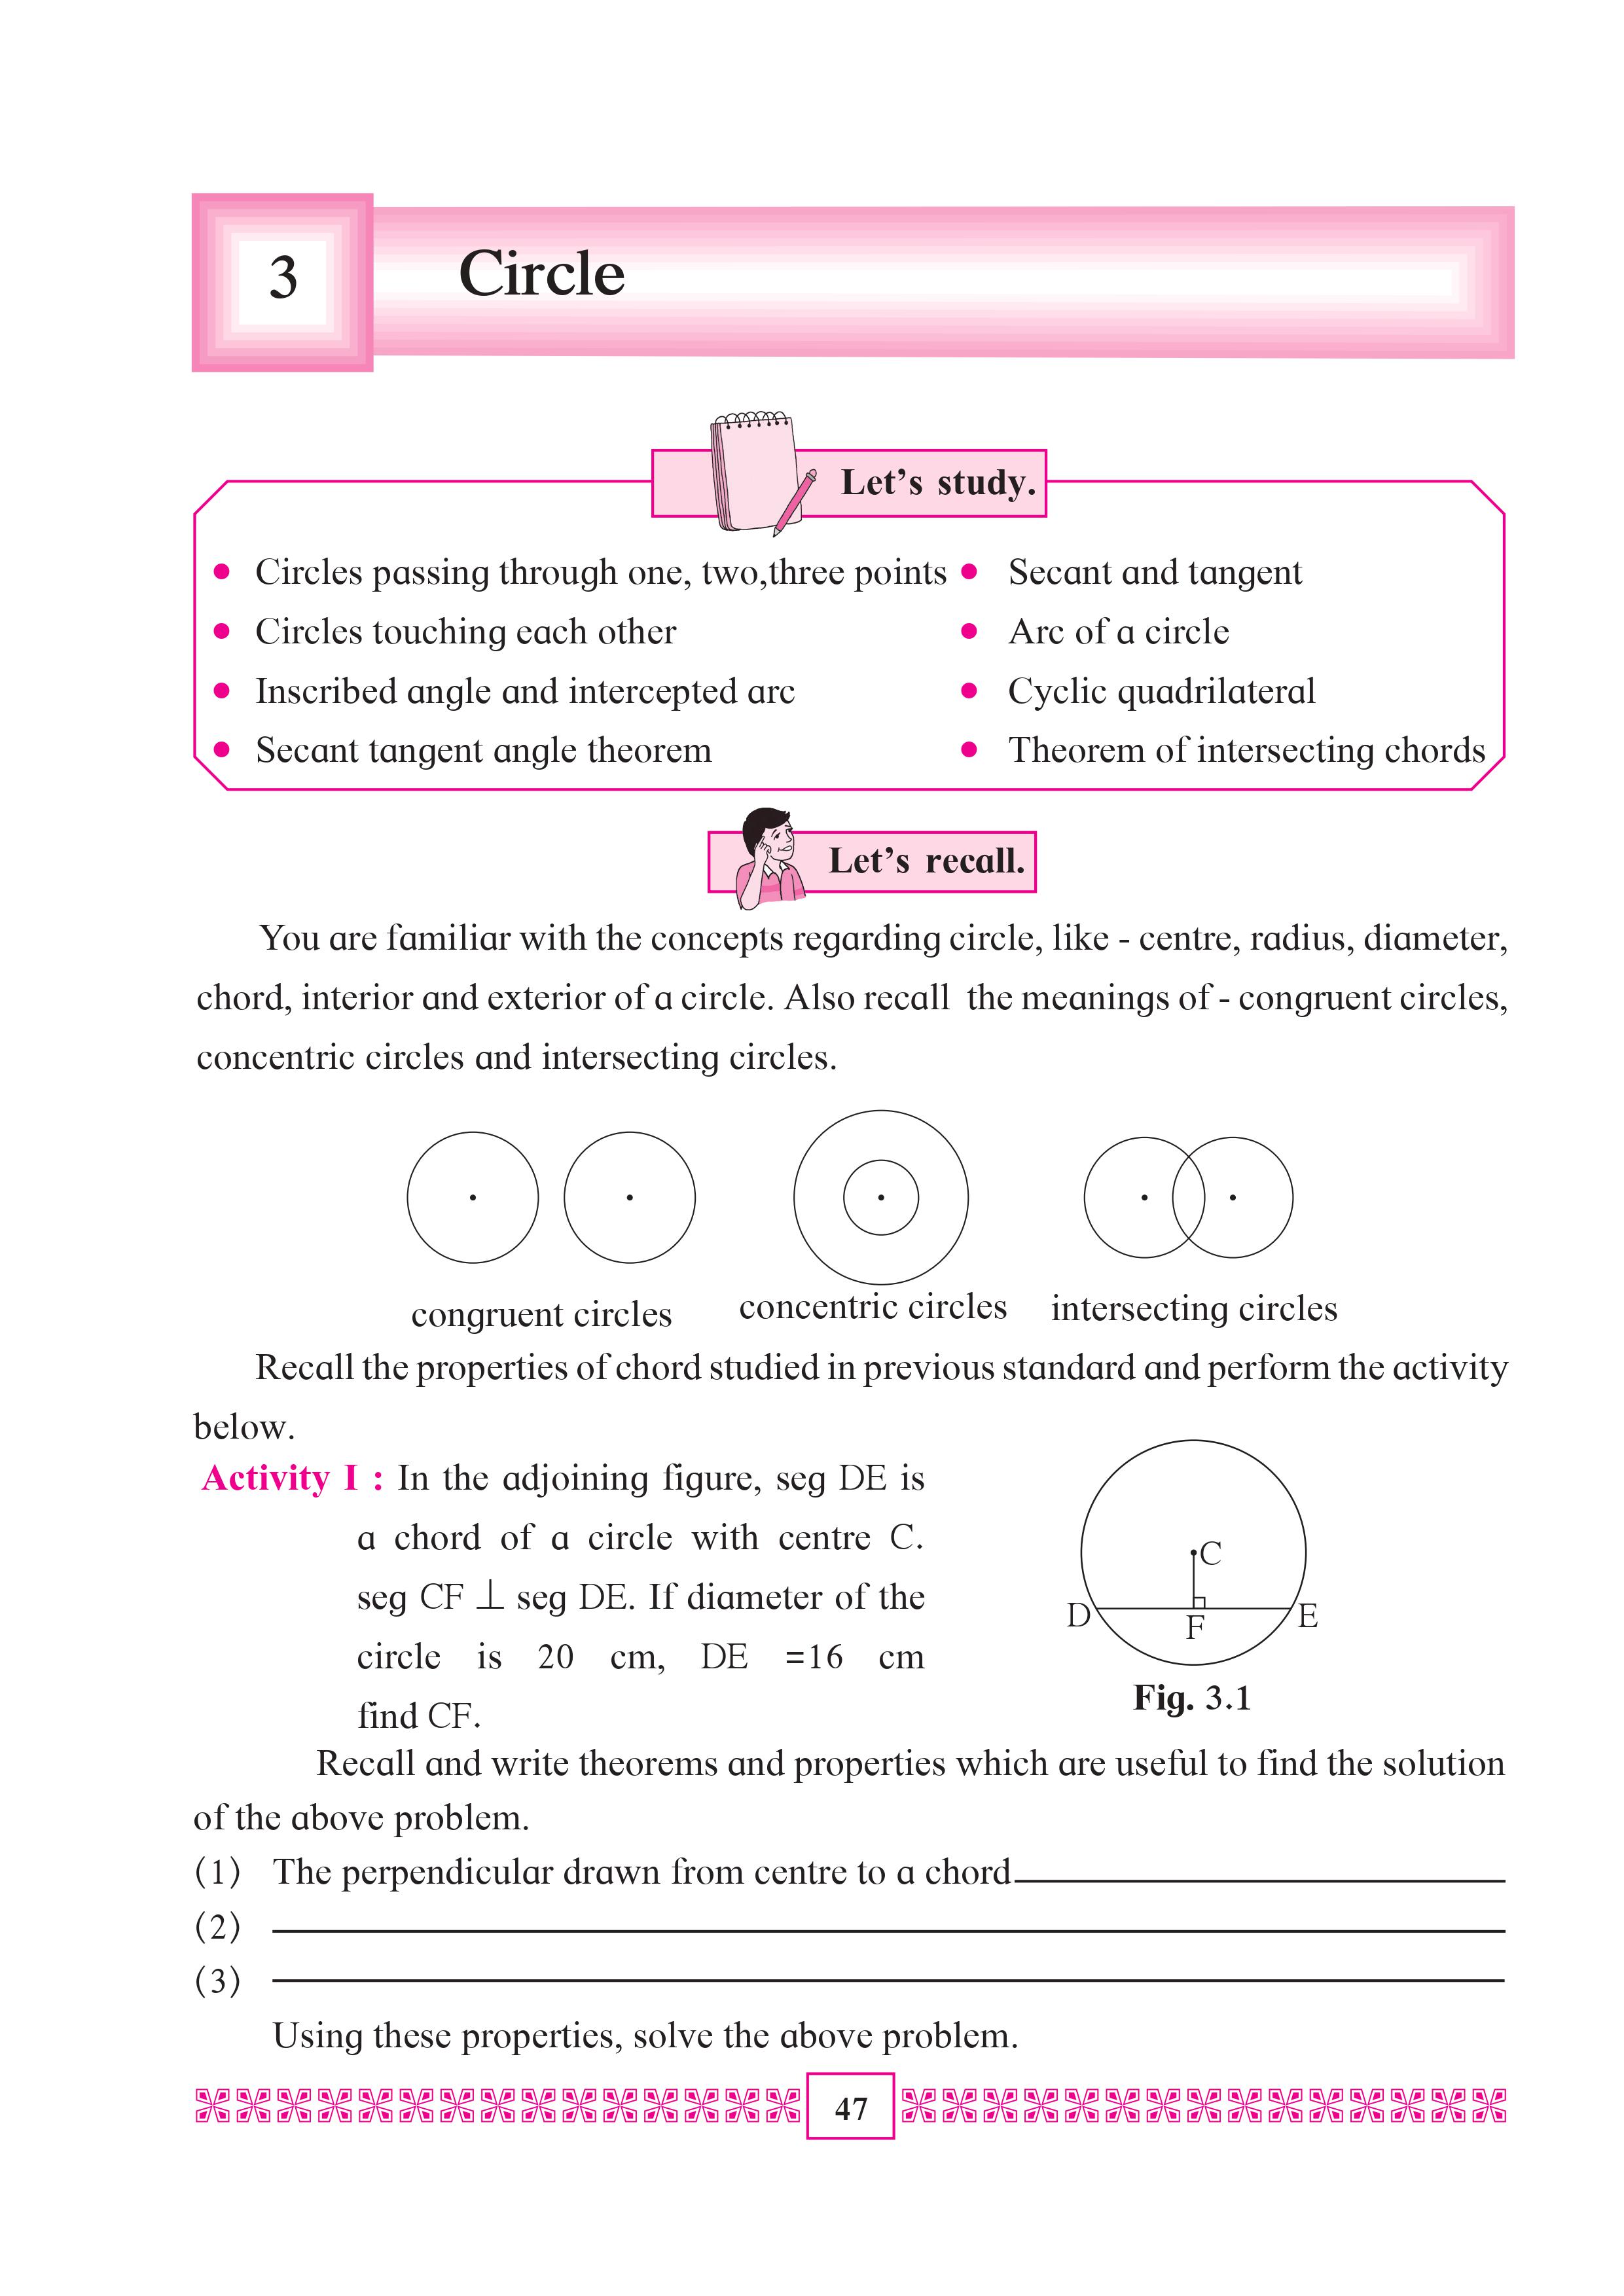 3
Circle
Let's study.
• Circles passing through one, two,three points
• Secant and tangent
• Circles touching each other
• Arc of a circle
• Inscribed angle and intercepted arc
• Cyclic quadrilateral
• Secant tangent angle theorem
• Theorem of intersecting chords
Let's recall.
You are familiar with the concepts regarding circle, like - centre, radius, diameter,
chord, interior and exterior of a circle. Also recall the meanings of - congruent circles,
concentric circles and intersecting circles.
congruent circles
concentric circles
intersecting circles
Recall the properties of chord studied in previous standard and perform the activity
below.
Activity I : In the adjoining figure, seg DE is
a chord of a circle with centre C.
seg CF ⊥ seg DE. If diameter of the
circle is 20 cm, DE =16 cm
find CF.
C
D
F
E
Fig. 3.1
Recall and write theorems and properties which are useful to find the solution
of the above problem.
(1) The perpendicular drawn from centre to a chord
(2)
(3)
Using these properties, solve the above problem.
47